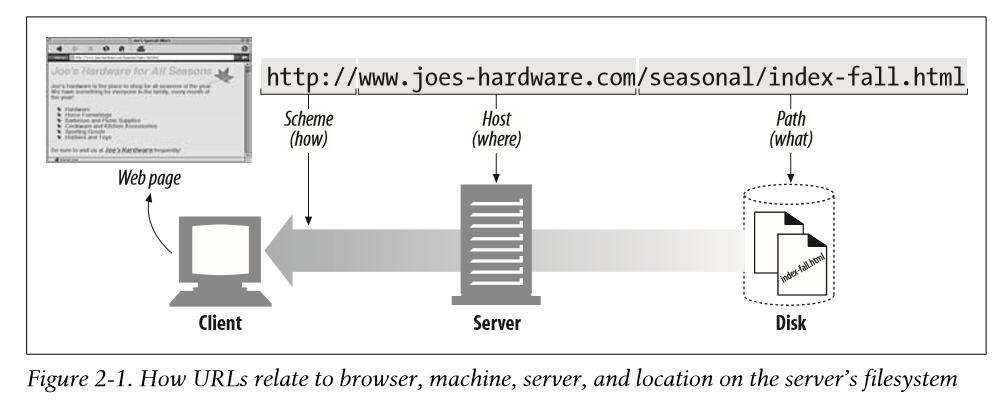 Joe's Hardware for All Seasons
Joe's Hardware is the place to shop for all seasons of the year.
We have something for everyone in the family, every month of
the year!
Hardware
Home Furnishings
Barbecue and Picnic Supplies
Cookware and Kitchen Accessories
Sporting Goods
Hobbies and Toys
Be sure to visit us at Joe's Hardware frequently!
Web page
http://www.joes-hardware.com/seasonal/index-fall.html
Scheme
(how)
Host
(where)
Path
(what)
index-fall.html
Client
Server
Disk
Figure 2-1. How URLs relate to browser, machine, server, and location on the server's filesystem